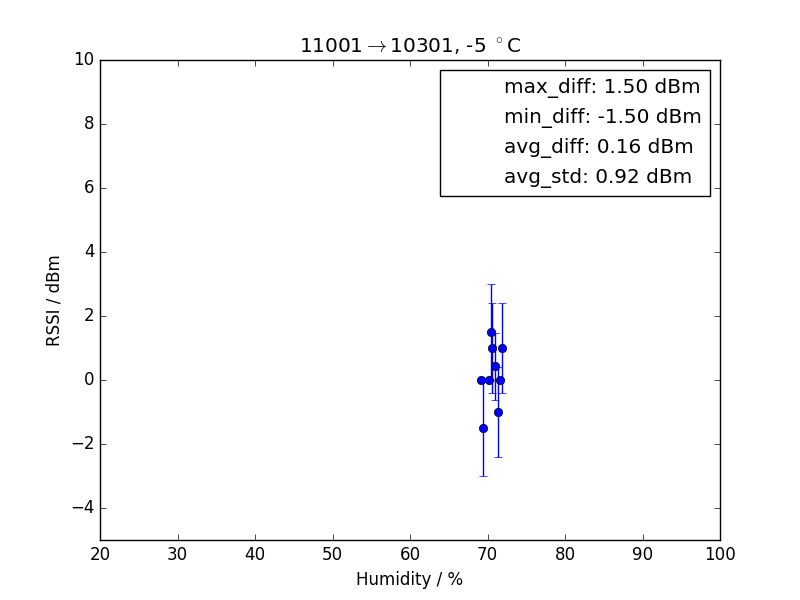 11001→10301, -5 °C
max_diff: 1.50 dBm
min_diff: -1.50 dBm
avg_diff: 0.16 dBm
avg_std: 0.92 dBm
10
8
6
4
2
0
−2
−4
RSSI / dBm
20 30 40 50 60 70 80 90 100
Humidity / %